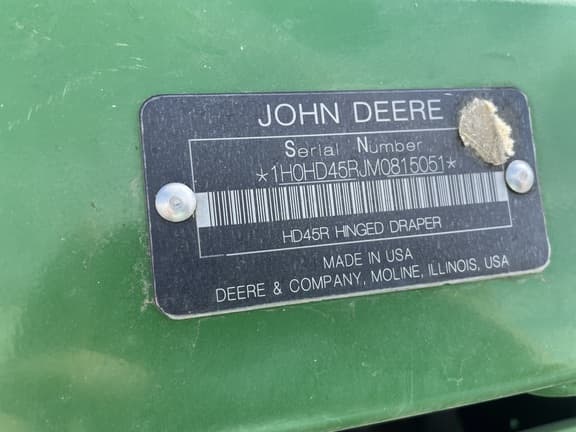 JOHN DEERE
Serial Number
*1H0HD45RJM0815051*
HD45R HINGED DRAPER
MADE IN USA
DEERE & COMPANY, MOLINE, ILLINOIS, USA